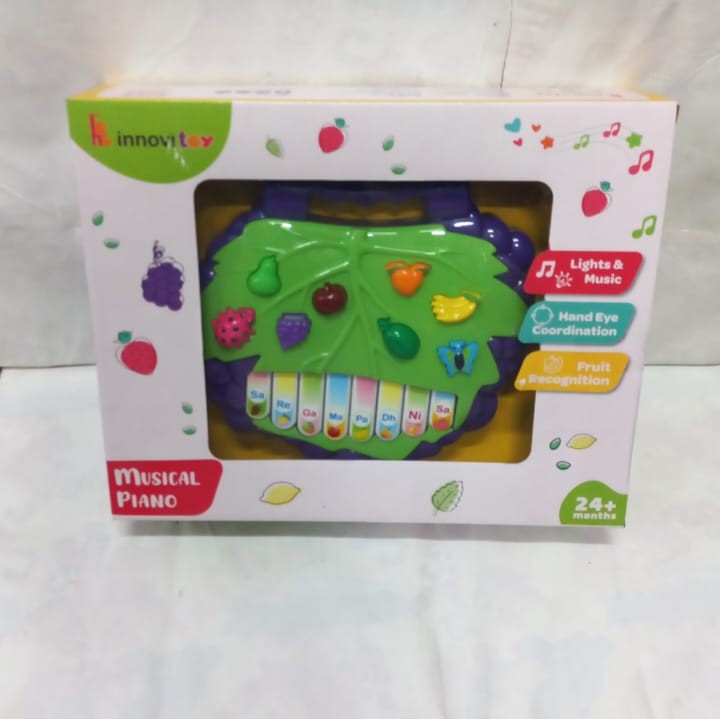 innovitoy
Lights &
Music
Hand Eye
Coordination
Fruit
Recognition
Sa Re Ga Ma Pa Dh Ni Sa
MUSICAL
PIANO
24+
months